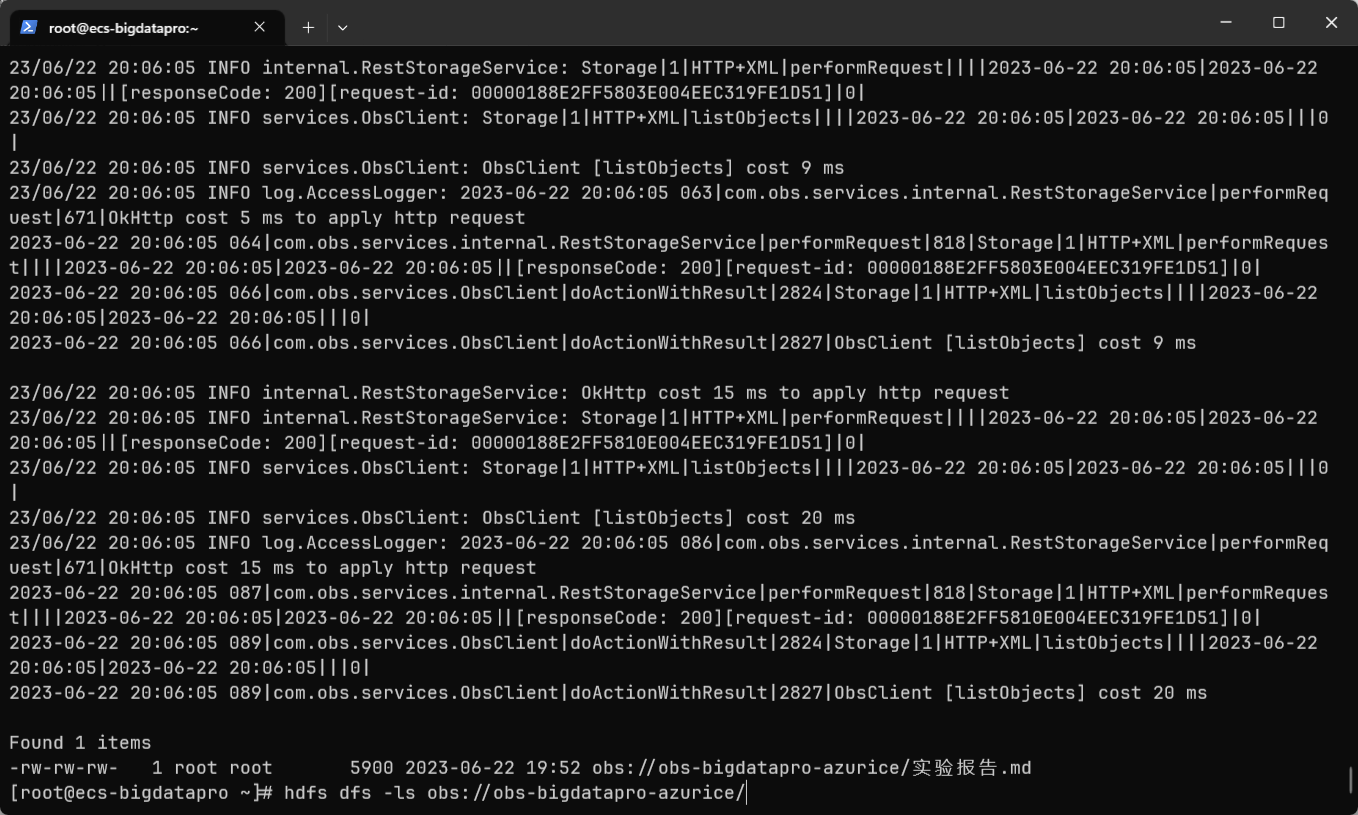 root@ecs-bigdatapro:~
23/06/22 20:06:05 INFO internal.RestStorageService: Storage|1|HTTP+XML|performRequest||||2023-06-22 20:06:05|2023-06-22
20:06:05||[responseCode: 200][request-id: 00000188E2FF5803E004EEC319FE1D51]|0|
23/06/22 20:06:05 INFO services.ObsClient: Storage|1|HTTP+XML|listObjects||||2023-06-22 20:06:05|2023-06-22 20:06:05|||0
|
23/06/22 20:06:05 INFO services.ObsClient: ObsClient [listObjects] cost 9 ms
23/06/22 20:06:05 INFO log.AccessLogger: 2023-06-22 20:06:05 063|com.obs.services.internal.RestStorageService|performReq
uest|671|OkHttp cost 5 ms to apply http request
2023-06-22 20:06:05 064|com.obs.services.internal.RestStorageService|performRequest|818|Storage|1|HTTP+XML|performReques
t||||2023-06-22 20:06:05|2023-06-22 20:06:05||[responseCode: 200][request-id: 00000188E2FF5803E004EEC319FE1D51]|0|
2023-06-22 20:06:05 066|com.obs.services.ObsClient|doActionWithResult|2824|Storage|1|HTTP+XML|listObjects||||2023-06-22
20:06:05|2023-06-22 20:06:05|||0|
2023-06-22 20:06:05 066|com.obs.services.ObsClient|doActionWithResult|2827|ObsClient [listObjects] cost 9 ms
23/06/22 20:06:05 INFO internal.RestStorageService: OkHttp cost 15 ms to apply http request
23/06/22 20:06:05 INFO internal.RestStorageService: Storage|1|HTTP+XML|performRequest||||2023-06-22 20:06:05|2023-06-22
20:06:05||[responseCode: 200][request-id: 00000188E2FF5810E004EEC319FE1D51]|0|
23/06/22 20:06:05 INFO services.ObsClient: Storage|1|HTTP+XML|listObjects||||2023-06-22 20:06:05|2023-06-22 20:06:05|||0
|
23/06/22 20:06:05 INFO services.ObsClient: ObsClient [listObjects] cost 20 ms
23/06/22 20:06:05 INFO log.AccessLogger: 2023-06-22 20:06:05 086|com.obs.services.internal.RestStorageService|performReq
uest|671|OkHttp cost 15 ms to apply http request
2023-06-22 20:06:05 087|com.obs.services.internal.RestStorageService|performRequest|818|Storage|1|HTTP+XML|performReques
t||||2023-06-22 20:06:05|2023-06-22 20:06:05||[responseCode: 200][request-id: 00000188E2FF5810E004EEC319FE1D51]|0|
2023-06-22 20:06:05 089|com.obs.services.ObsClient|doActionWithResult|2824|Storage|1|HTTP+XML|listObjects||||2023-06-22
20:06:05|2023-06-22 20:06:05|||0|
2023-06-22 20:06:05 089|com.obs.services.ObsClient|doActionWithResult|2827|ObsClient [listObjects] cost 20 ms
Found 1 items
-rw-rw-rw-   1 root root       5900 2023-06-22 19:52 obs://obs-bigdatapro-azurice/实验报告.md
[root@ecs-bigdatapro ~]# hdfs dfs -ls obs://obs-bigdatapro-azurice/